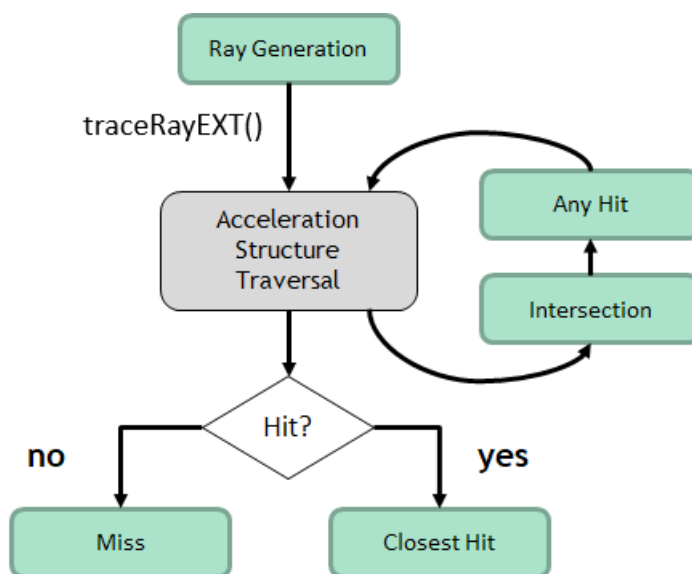 Ray Generation
traceRayEXT()
Acceleration
Structure
Traversal
Any Hit
Intersection
Hit?
no
yes
Miss
Closest Hit